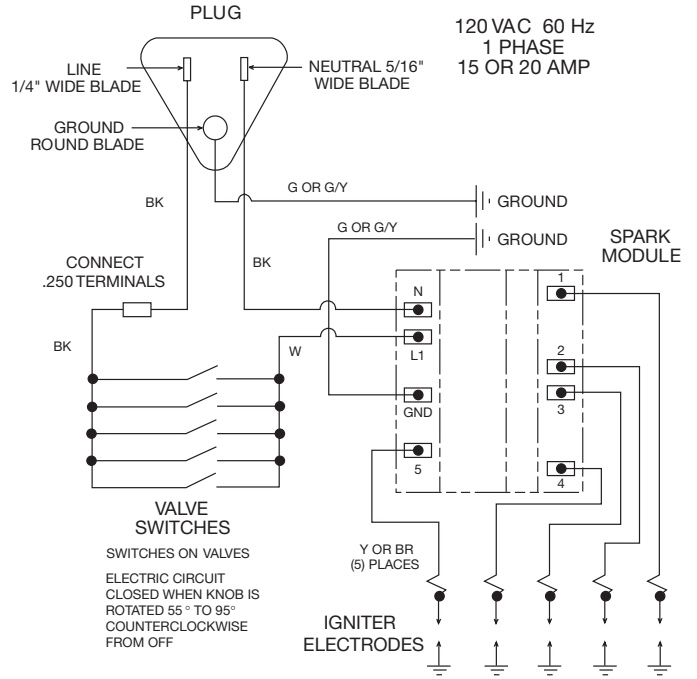 PLUG
120 VAC 60 Hz
1 PHASE
15 OR 20 AMP
LINE
1/4" WIDE BLADE
NEUTRAL 5/16"
WIDE BLADE
GROUND
ROUND BLADE
BK
G OR G/Y
GROUND
G OR G/Y
GROUND
SPARK
MODULE
CONNECT
.250 TERMINALS
BK
N
1
BK
W
L1
2
3
GND
5
4
VALVE
SWITCHES
SWITCHES ON VALVES
ELECTRIC CIRCUIT
CLOSED WHEN KNOB IS
ROTATED 55° TO 95°
COUNTERCLOCKWISE
FROM OFF
Y OR BR
(5) PLACES
IGNITER
ELECTRODES